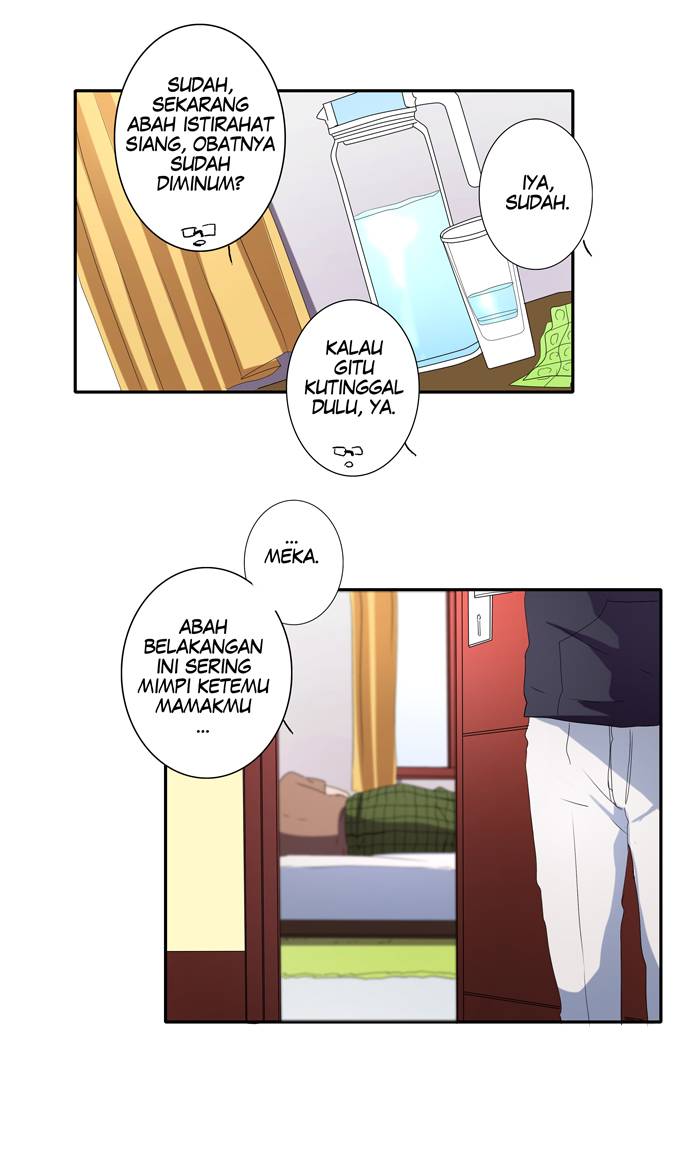 SUDAH,
SEKARANG
ABAH ISTIRAHAT
SIANG, OBATNYA
SUDAH
DIMINUM?
IYA,
SUDAH.
KALAU
GITU
KUTINGGAL
DULU, YA.
...
MEKA.
ABAH
BELAKANGAN
INI SERING
MIMPI KETEMU
MAMAKMU
...